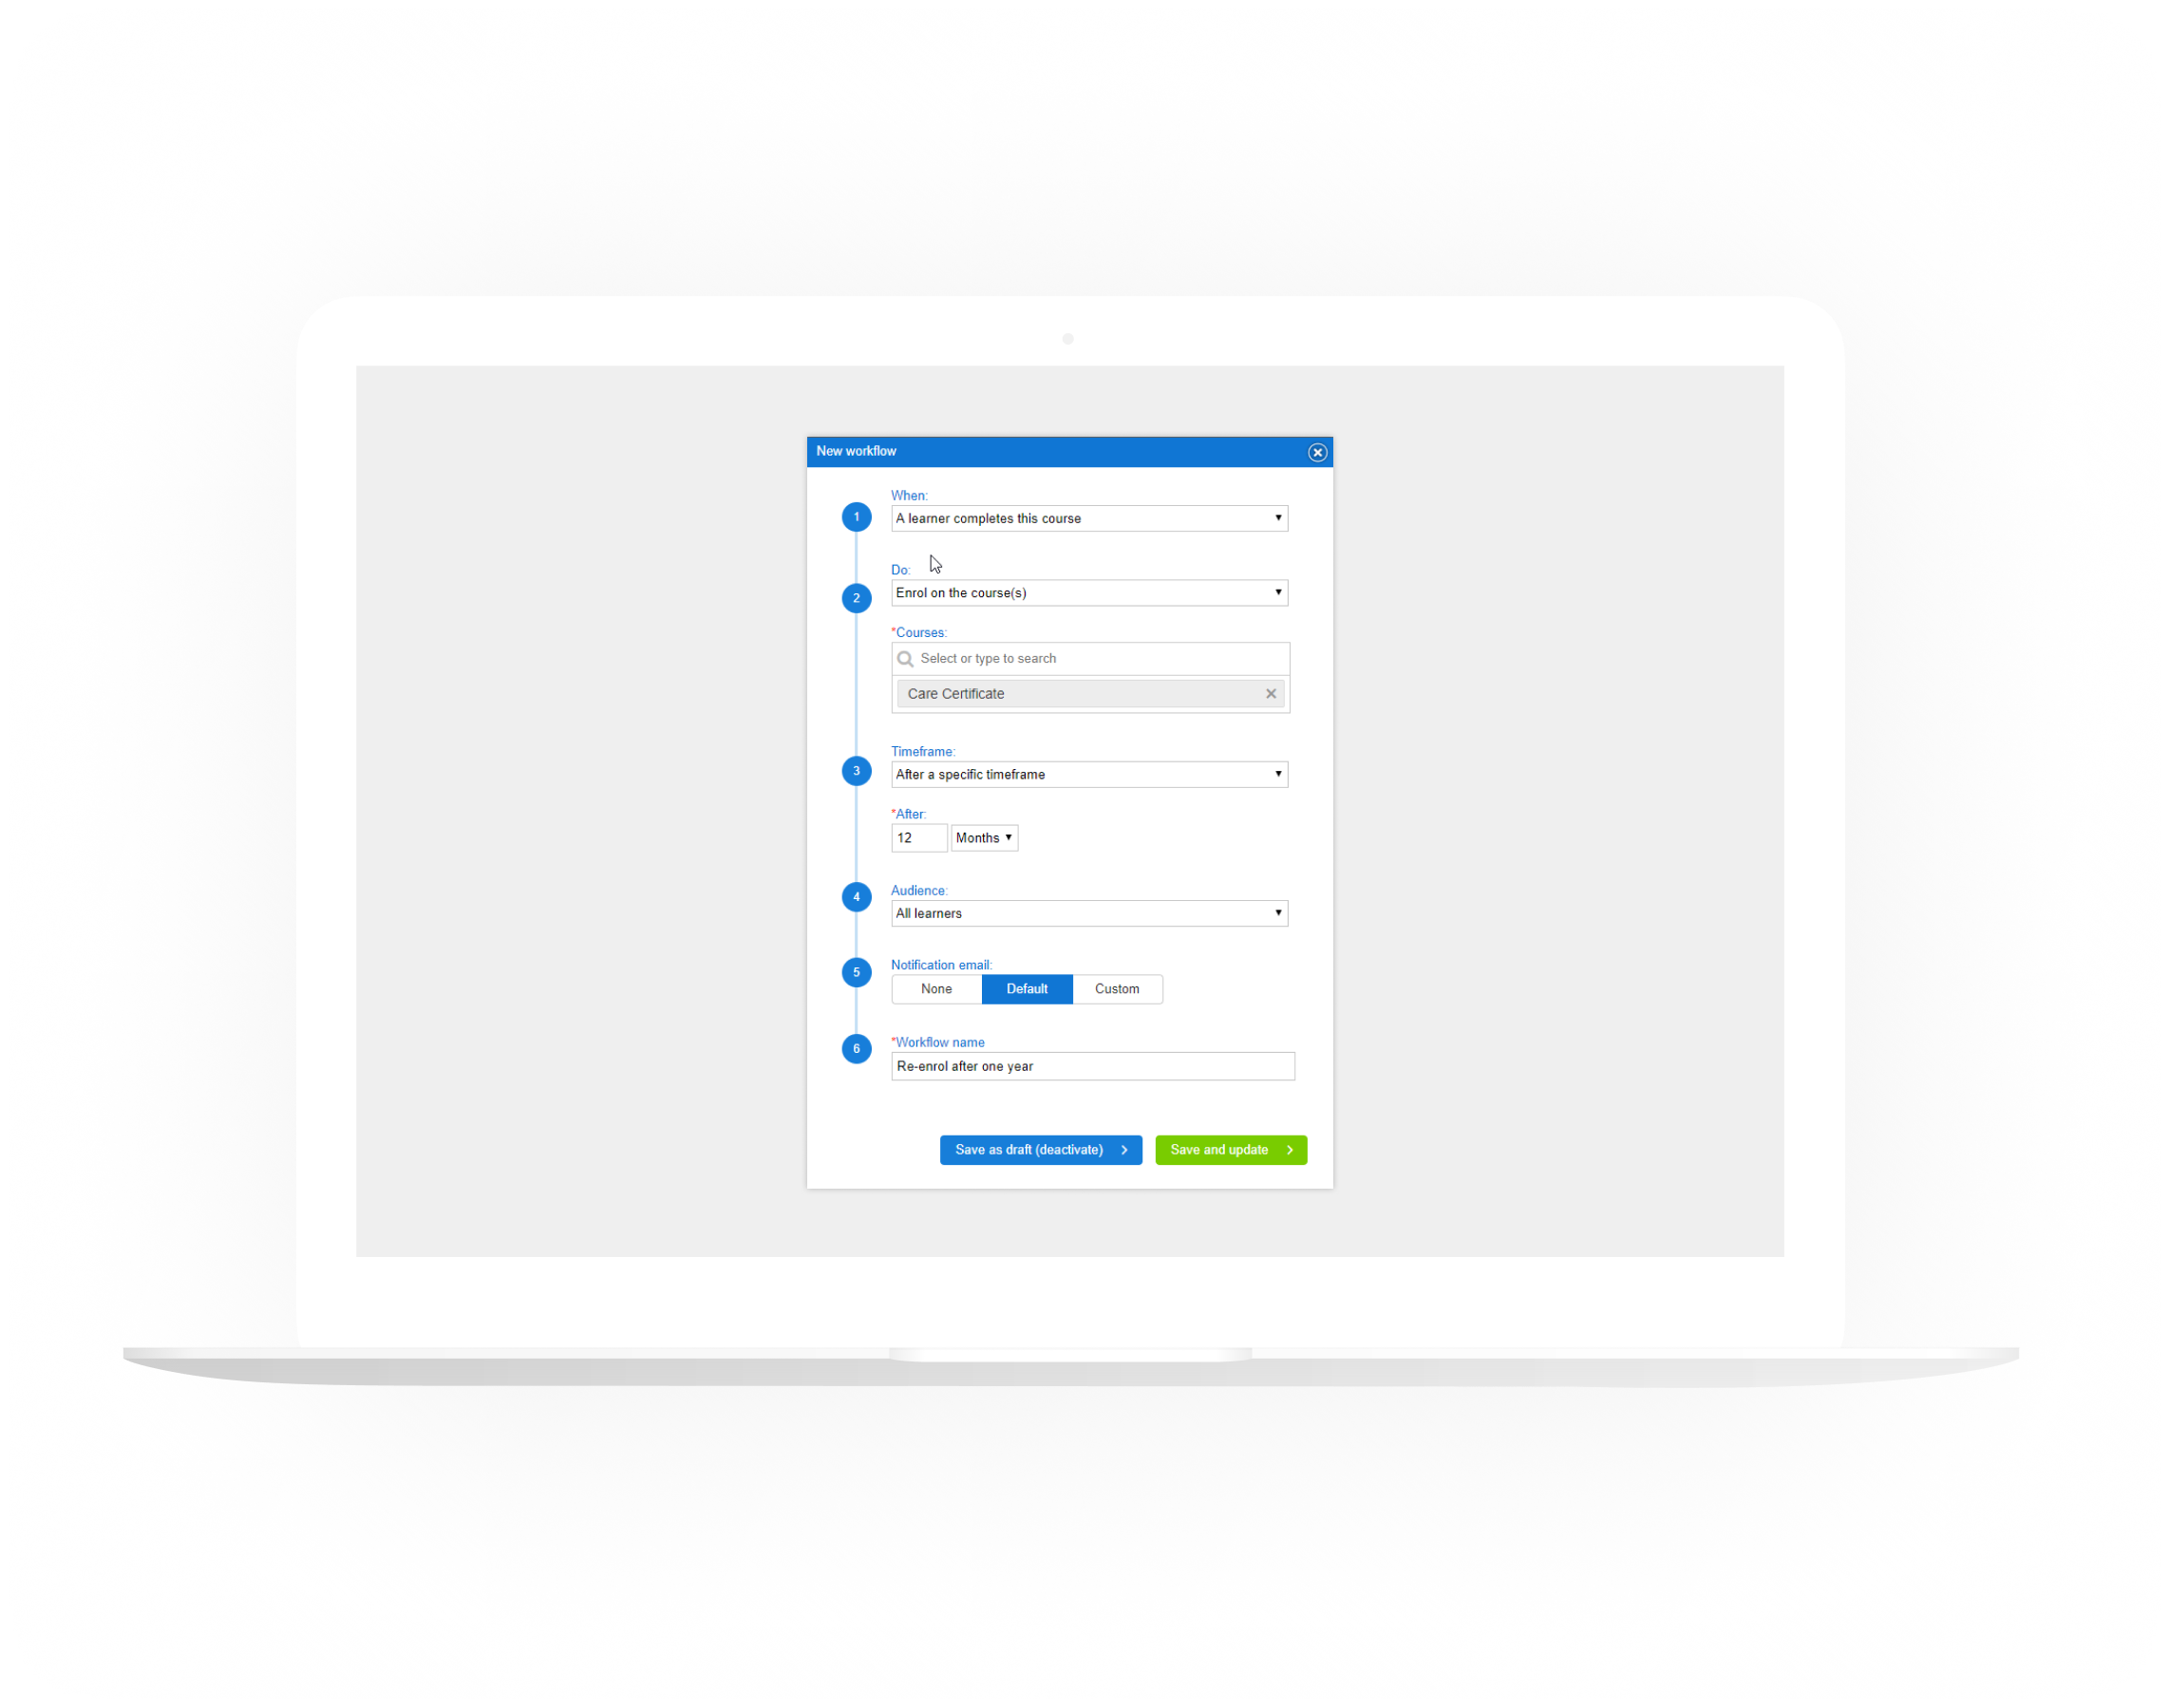 New workflow
When:
1
A learner completes this course
Do:
2
Enrol on the course(s)
*Courses:
Select or type to search
Care Certificate
Timeframe:
3
After a specific timeframe
*After:
12 Months
Audience:
4
All learners
Notification email:
5
None Default Custom
*Workflow name
6
Re-enrol after one year
Save as draft (deactivate) Save and update